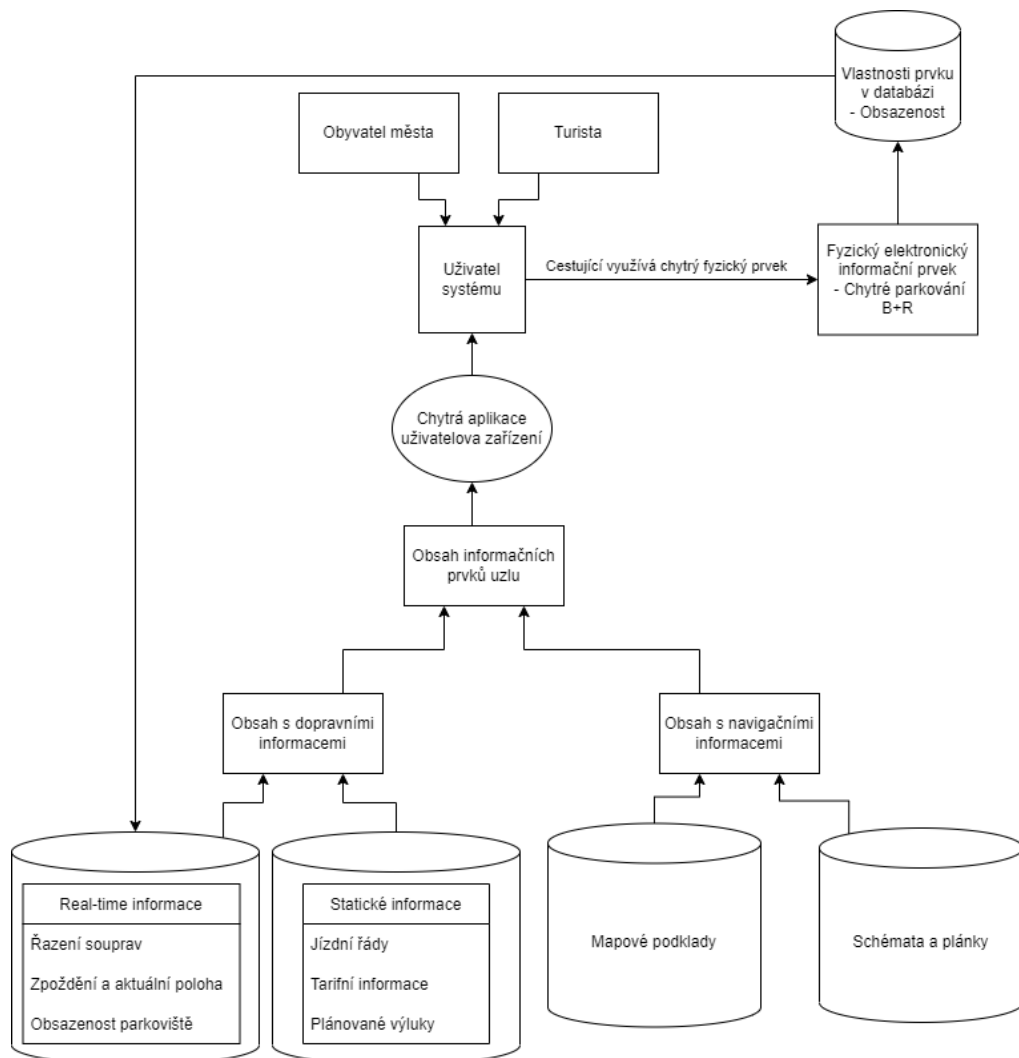 Vlastnosti prvku
v databázi
- Obsazenost
Obyvatel města
Turista
Uživatel
systému
Cestující využívá chytrý fyzický prvek
Fyzický elektronický
informační prvek
- Chytré parkování
B+R
Chytrá aplikace
uživatelova zařízení
Obsah informačních
prvků uzlu
Obsah s dopravními
informacemi
Obsah s navigačními
informacemi
Real-time informace
Řazení souprav
Zpoždění a aktuální poloha
Obsazenost parkoviště
Statické informace
Jízdní řády
Tarifní informace
Plánované výluky
Mapové podklady
Schémata a plánky